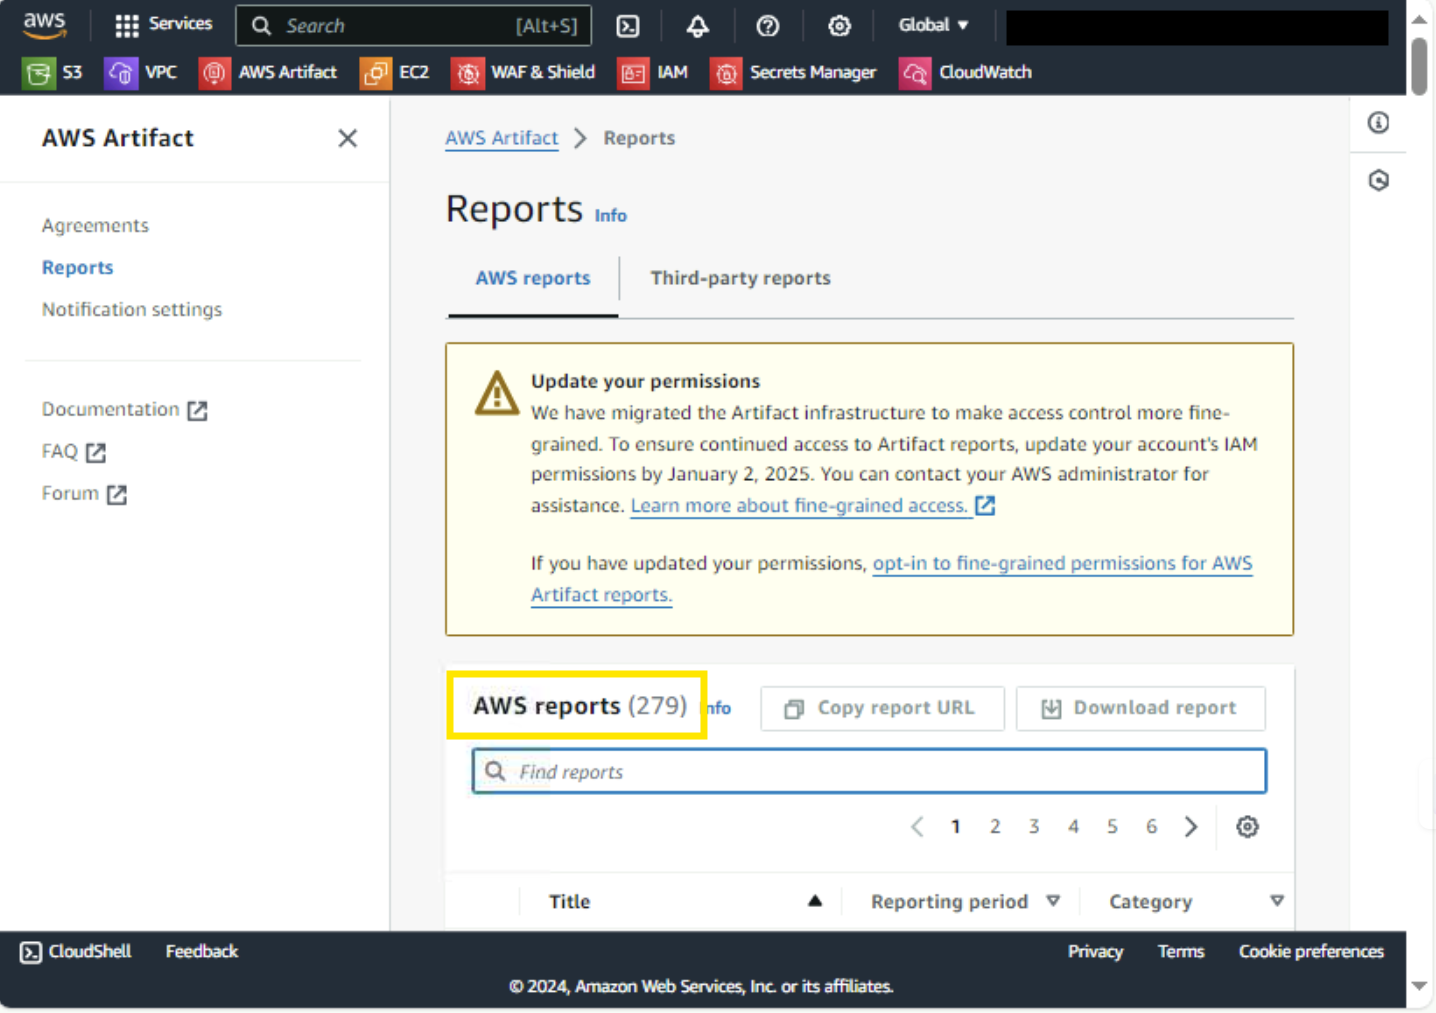 aws
Services
Search [Alt+S]
Global
S3 VPC AWS Artifact EC2 WAF & Shield IAM Secrets Manager CloudWatch
AWS Artifact
Agreements
Reports
Notification settings
Documentation
FAQ
Forum
AWS Artifact Reports
Reports Info
AWS reports Third-party reports
Update your permissions
We have migrated the Artifact infrastructure to make access control more fine-
grained. To ensure continued access to Artifact reports, update your account's IAM
permissions by January 2, 2025. You can contact your AWS administrator for
assistance. Learn more about fine-grained access.
If you have updated your permissions, opt-in to fine-grained permissions for AWS
Artifact reports.
AWS reports (279) nfo Copy report URL Download report
Find reports
1 2 3 4 5 6
Title Reporting period Category
CloudShell Feedback Privacy Terms Cookie preferences
© 2024, Amazon Web Services, Inc. or its affiliates.